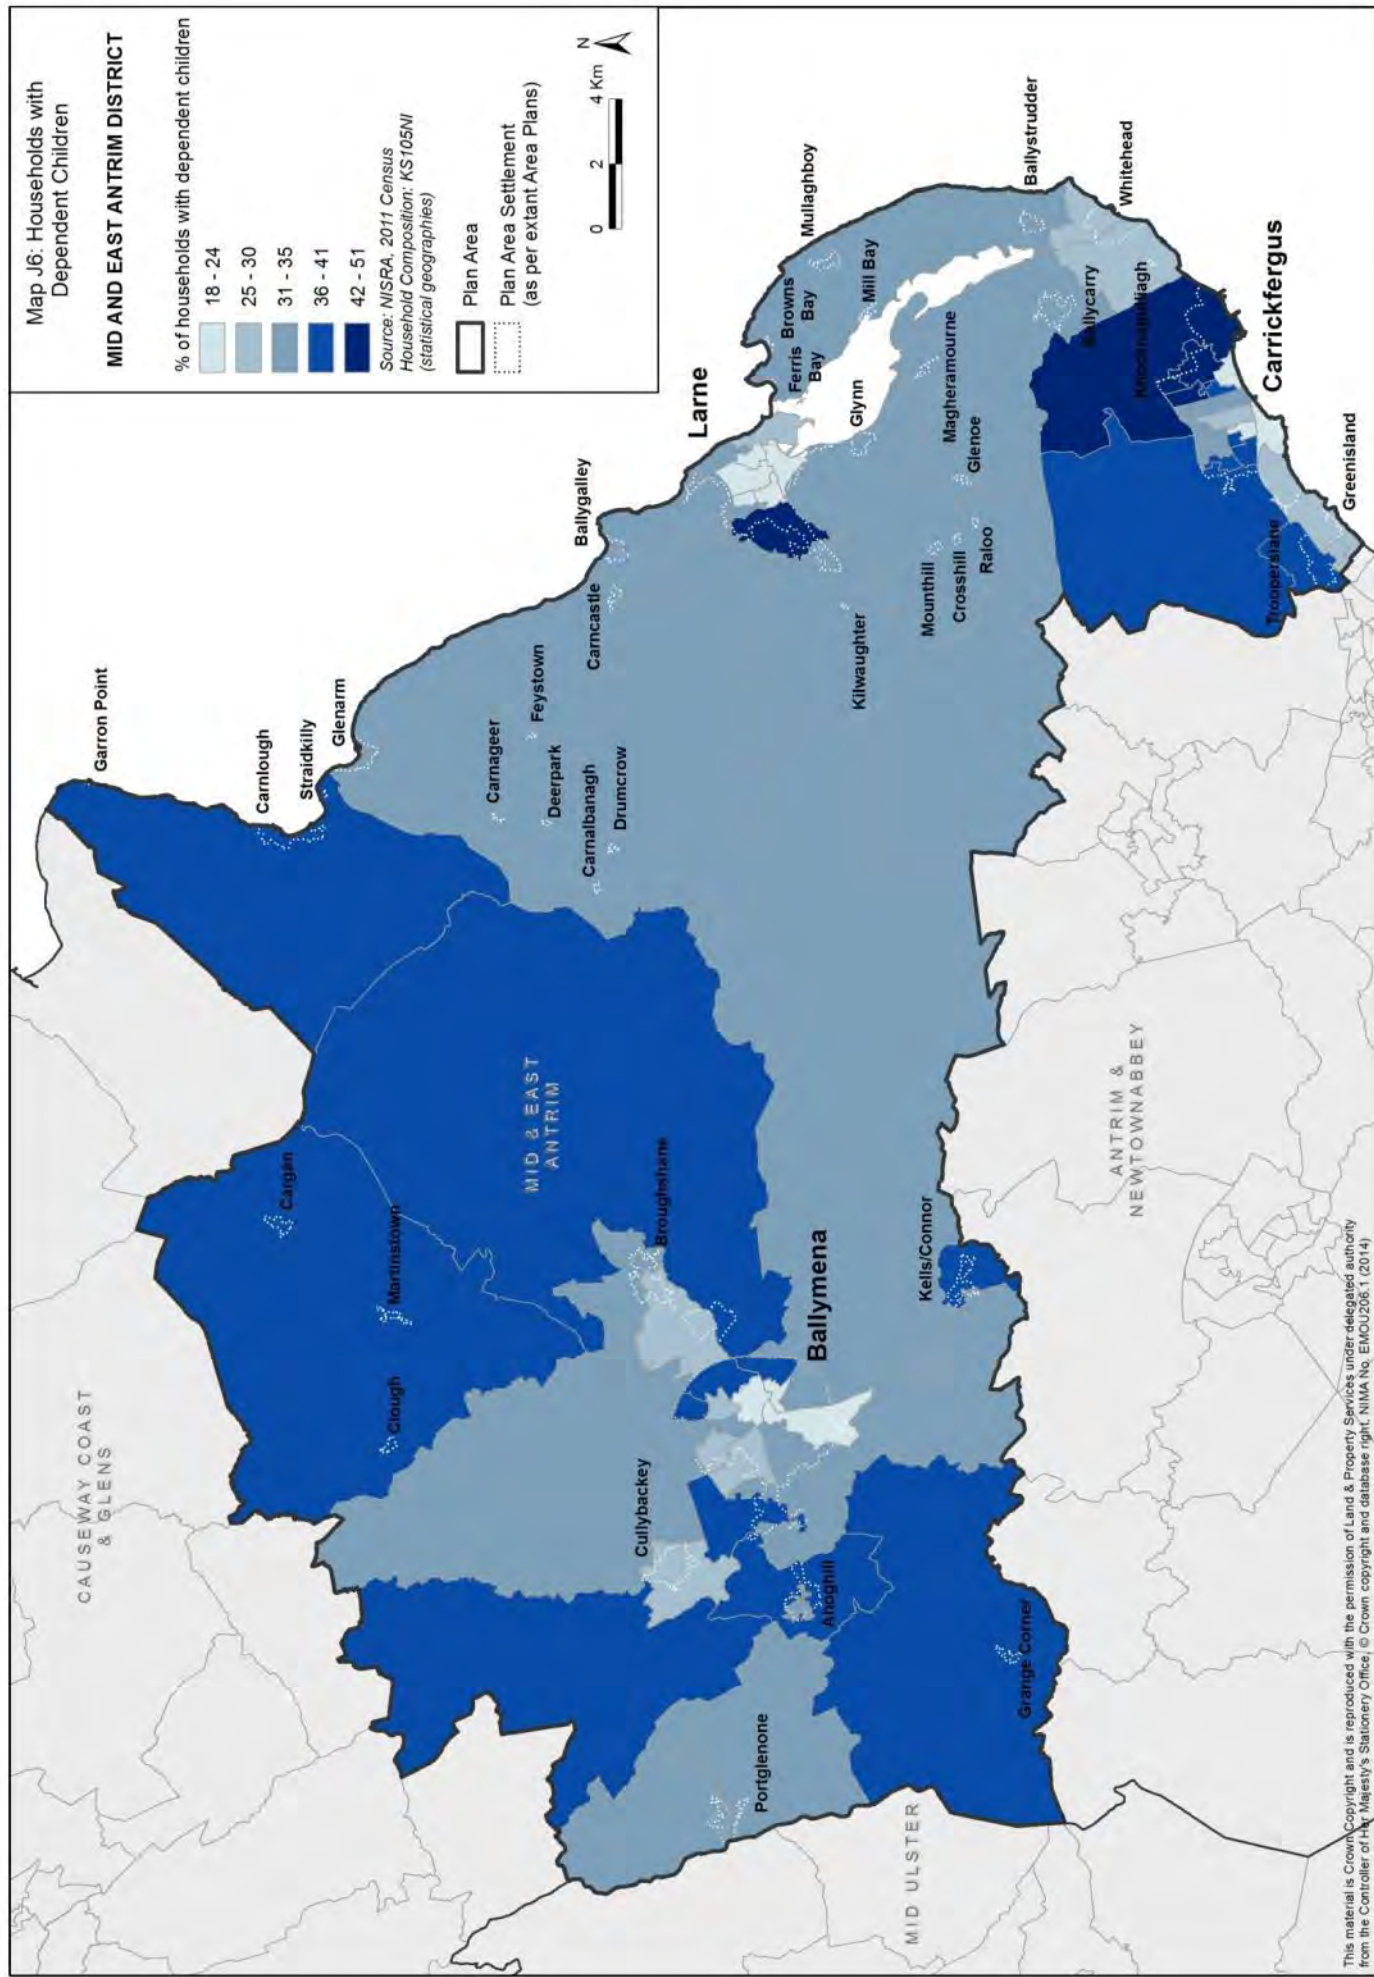 Map J6: Households with
Dependent Children
MID AND EAST ANTRIM DISTRICT
% of households with dependent children
18 - 24
25 - 30
31 - 35
36 - 41
42 - 51
Source: NISRA, 2011 Census
Household Composition: KS105NI
(statistical geographies)
Plan Area
Plan Area Settlement
(as per extant Area Plans)
0 2 4 Km
N
CAUSEWAY COAST
& GLENS
Garron Point
Carnlough
Straidkilly
Glenarm
Cargan
Martinstown
Clough
Carnageer
Feystown
Deerpark
Carnalbanagh
Drumcrow
Ballygalley
Carncastle
MID & EAST
ANTRIM
Broughshane
Cullybackey
Larne
Ballymena
Portglenone
Ahoghill
Kilwaughter
Ferris
Bay
Browns
Bay
Mullaghboy
Mill Bay
Glynn
Kells/Connor
Mounthill
Crosshill
Raloo
Glenoe
Magheramourne
Ballystrudder
Grange Corner
MID ULSTER
Ballycarry
Whitehead
Knocknagulliagh
ANTRIM &
NEWTOWNABBEY
Carrickfergus
Trooperslane
Greenisland
This material is Crown Copyright and is reproduced with the permission of Land & Property Services under delegated authority
from the Controller of Her Majesty's Stationery Office, © Crown copyright and database right, NIMA No. EMOU206.1 (2014)